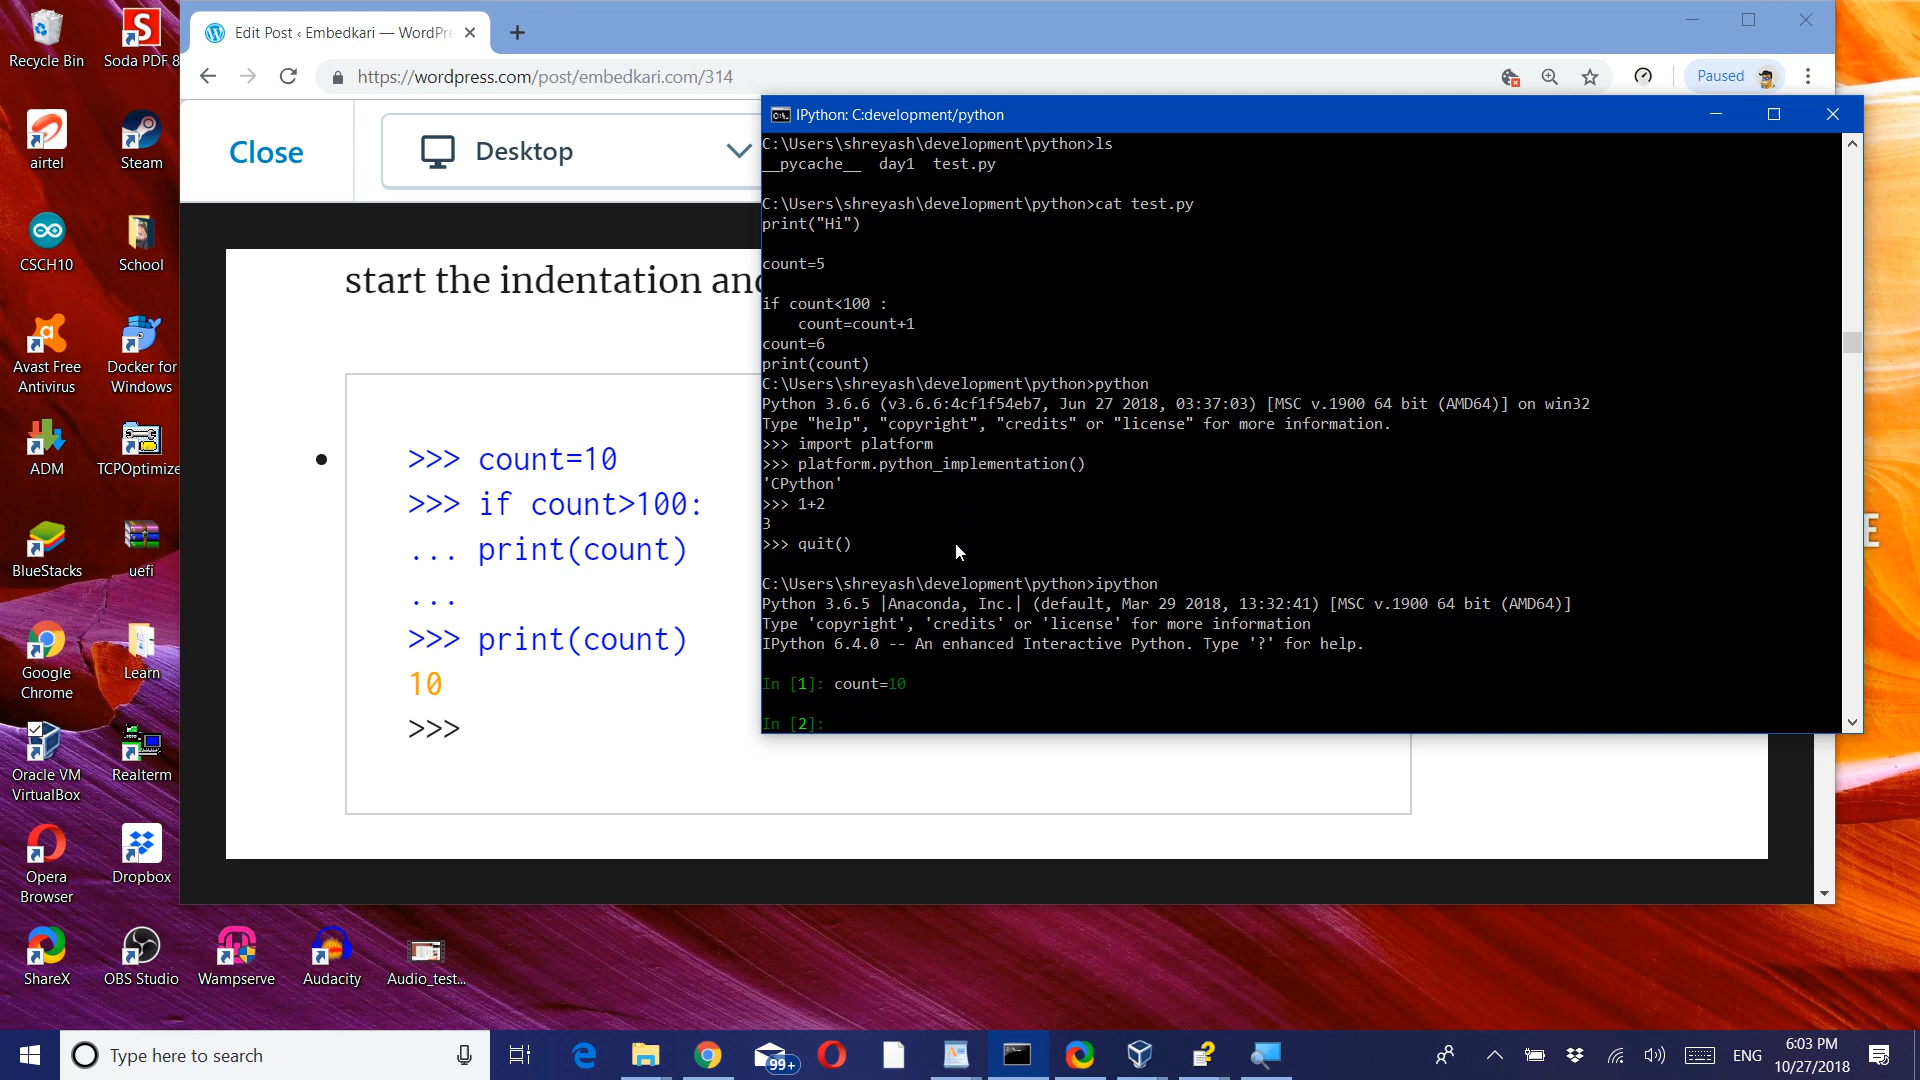 Recycle Bin
Soda PDF 8
airtel
Steam
CSCH10
School
Avast Free
Antivirus
Docker for
Windows
ADM
TCPOptimize
BlueStacks
uefi
Google
Chrome
Learn
Oracle VM
VirtualBox
Realterm
Opera
Browser
Dropbox
ShareX
OBS Studio
Wampserve
Audacity
Audio_test...
Edit Post ‹ Embedkari — WordPre
https://wordpress.com/post/embedkari.com/314
Paused
Close
Desktop
start the indentation and
>>> count=10
>>> if count>100:
... print(count)
...
>>> print(count)
10
>>>
IPython: C:development/python
C:\Users\shreyash\development\python>ls
__pycache__  day1  test.py
C:\Users\shreyash\development\python>cat test.py
print("Hi")
count=5
if count<100 :
    count=count+1
count=6
print(count)
C:\Users\shreyash\development\python>python
Python 3.6.6 (v3.6.6:4cf1f54eb7, Jun 27 2018, 03:37:03) [MSC v.1900 64 bit (AMD64)] on win32
Type "help", "copyright", "credits" or "license" for more information.
>>> import platform
>>> platform.python_implementation()
'CPython'
>>> 1+2
3
>>> quit()
C:\Users\shreyash\development\python>ipython
Python 3.6.5 |Anaconda, Inc.| (default, Mar 29 2018, 13:32:41) [MSC v.1900 64 bit (AMD64)]
Type 'copyright', 'credits' or 'license' for more information
IPython 6.4.0 -- An enhanced Interactive Python. Type '?' for help.
In [1]: count=10
In [2]:
E
Type here to search
99+
ENG
6:03 PM
10/27/2018